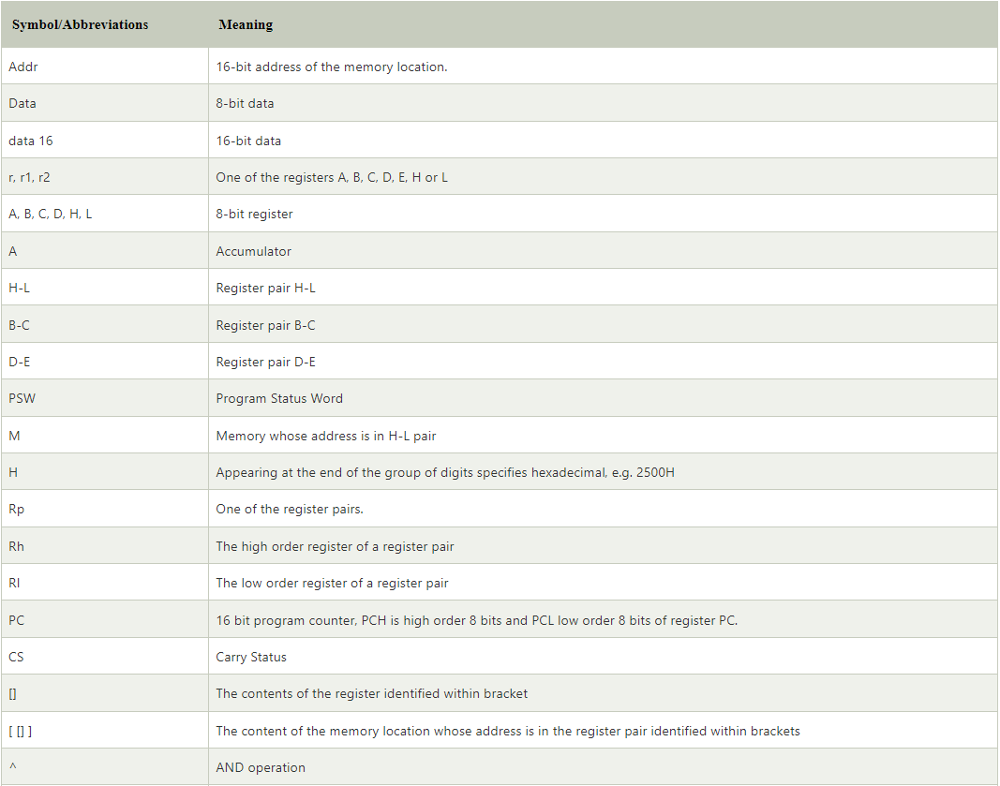 Symbol/Abbreviations Meaning
Addr 16-bit address of the memory location.
Data 8-bit data
data 16 16-bit data
r, r1, r2 One of the registers A, B, C, D, E, H or L
A, B, C, D, H, L 8-bit register
A Accumulator
H-L Register pair H-L
B-C Register pair B-C
D-E Register pair D-E
PSW Program Status Word
M Memory whose address is in H-L pair
H Appearing at the end of the group of digits specifies hexadecimal, e.g. 2500H
Rp One of the register pairs.
Rh The high order register of a register pair
Rl The low order register of a register pair
PC 16 bit program counter, PCH is high order 8 bits and PCL low order 8 bits of register PC.
CS Carry Status
[] The contents of the register identified within bracket
[ [] ] The content of the memory location whose address is in the register pair identified within brackets
^ AND operation